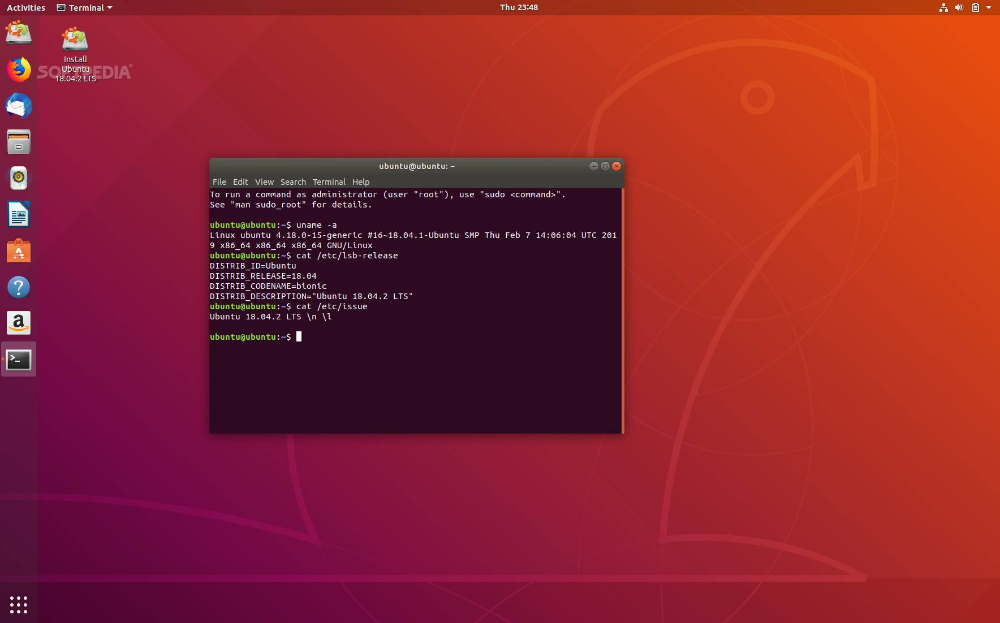 Activities
Terminal
Thu 23:48
Install
Ubuntu
18.04.2 LTS
SOFTPEDIA®
ubuntu@ubuntu: ~
File Edit View Search Terminal Help
To run a command as administrator (user "root"), use "sudo <command>".
See "man sudo_root" for details.
ubuntu@ubuntu:~$ uname -a
Linux ubuntu 4.18.0-15-generic #16~18.04.1-Ubuntu SMP Thu Feb 7 14:06:04 UTC 201
9 x86_64 x86_64 x86_64 GNU/Linux
ubuntu@ubuntu:~$ cat /etc/lsb-release
DISTRIB_ID=Ubuntu
DISTRIB_RELEASE=18.04
DISTRIB_CODENAME=bionic
DISTRIB_DESCRIPTION="Ubuntu 18.04.2 LTS"
ubuntu@ubuntu:~$ cat /etc/issue
Ubuntu 18.04.2 LTS \n \l
ubuntu@ubuntu:~$